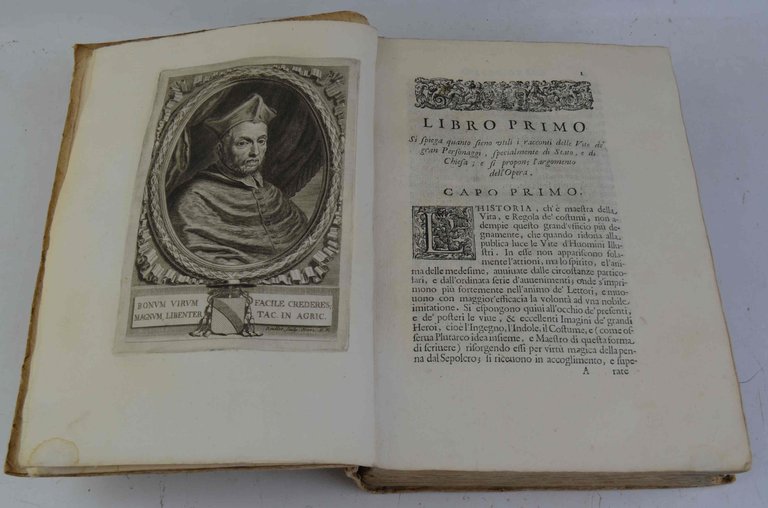 BONVM VIRVM FACILE CREDERES,
MAGNVM, LIBENTER TAC. IN AGRIC.
1
LIBRO PRIMO
Si spiega quanto sieno utili i racconti delle Vite de'
gran Personaggi, specialmente di Stato, e di
Chiesa; e si propone l'argomento
dell'Opera.
CAPO PRIMO.
L'HISTORIA, ch'è maestra della
Vita, e Regola de' costumi, non
adempie questo grand'vfficio più
degnamente, che quando ridona alla
publica luce le Vite d'Huomini Illu-
stri. In esse non appariscono sola-
mente l'attioni, ma lo spirito, e l'ani-
ma delle medesime, auuiuate dalle circostanze partico-
lari, e dall'ordinata serie d'auuenimenti; onde s'impri-
mono più fortemente nell'animo de' Lettori, e muo-
uono con maggior'efficacia la volontà ad vna nobile
imitatione. Si espongono quiui all'occhio de' presenti,
e de' posteri le viue, & eccellenti Imagini de' grandi
Heroi, cioè l'Ingegno, l'Indole, il Costume, e (come os-
serua Plutarco idea insieme, e Maestro di questa forma
di scriuere) risorgendo essi per virtù magica della pen-
na dal Sepolcro; si riceuono in accoglimento, e supe-
A rate